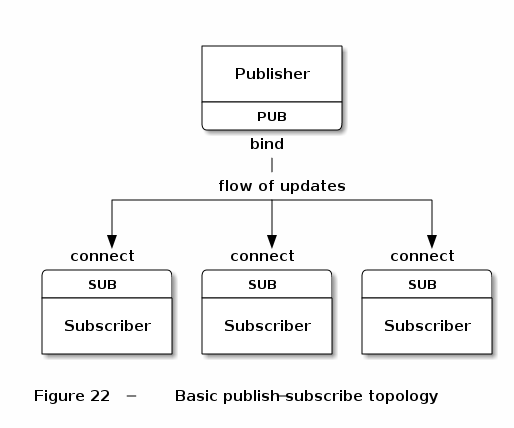 Publisher
PUB
bind
flow of updates
connect connect connect
SUB SUB SUB
Subscriber Subscriber Subscriber
Figure 22 – Basic publish-subscribe topology